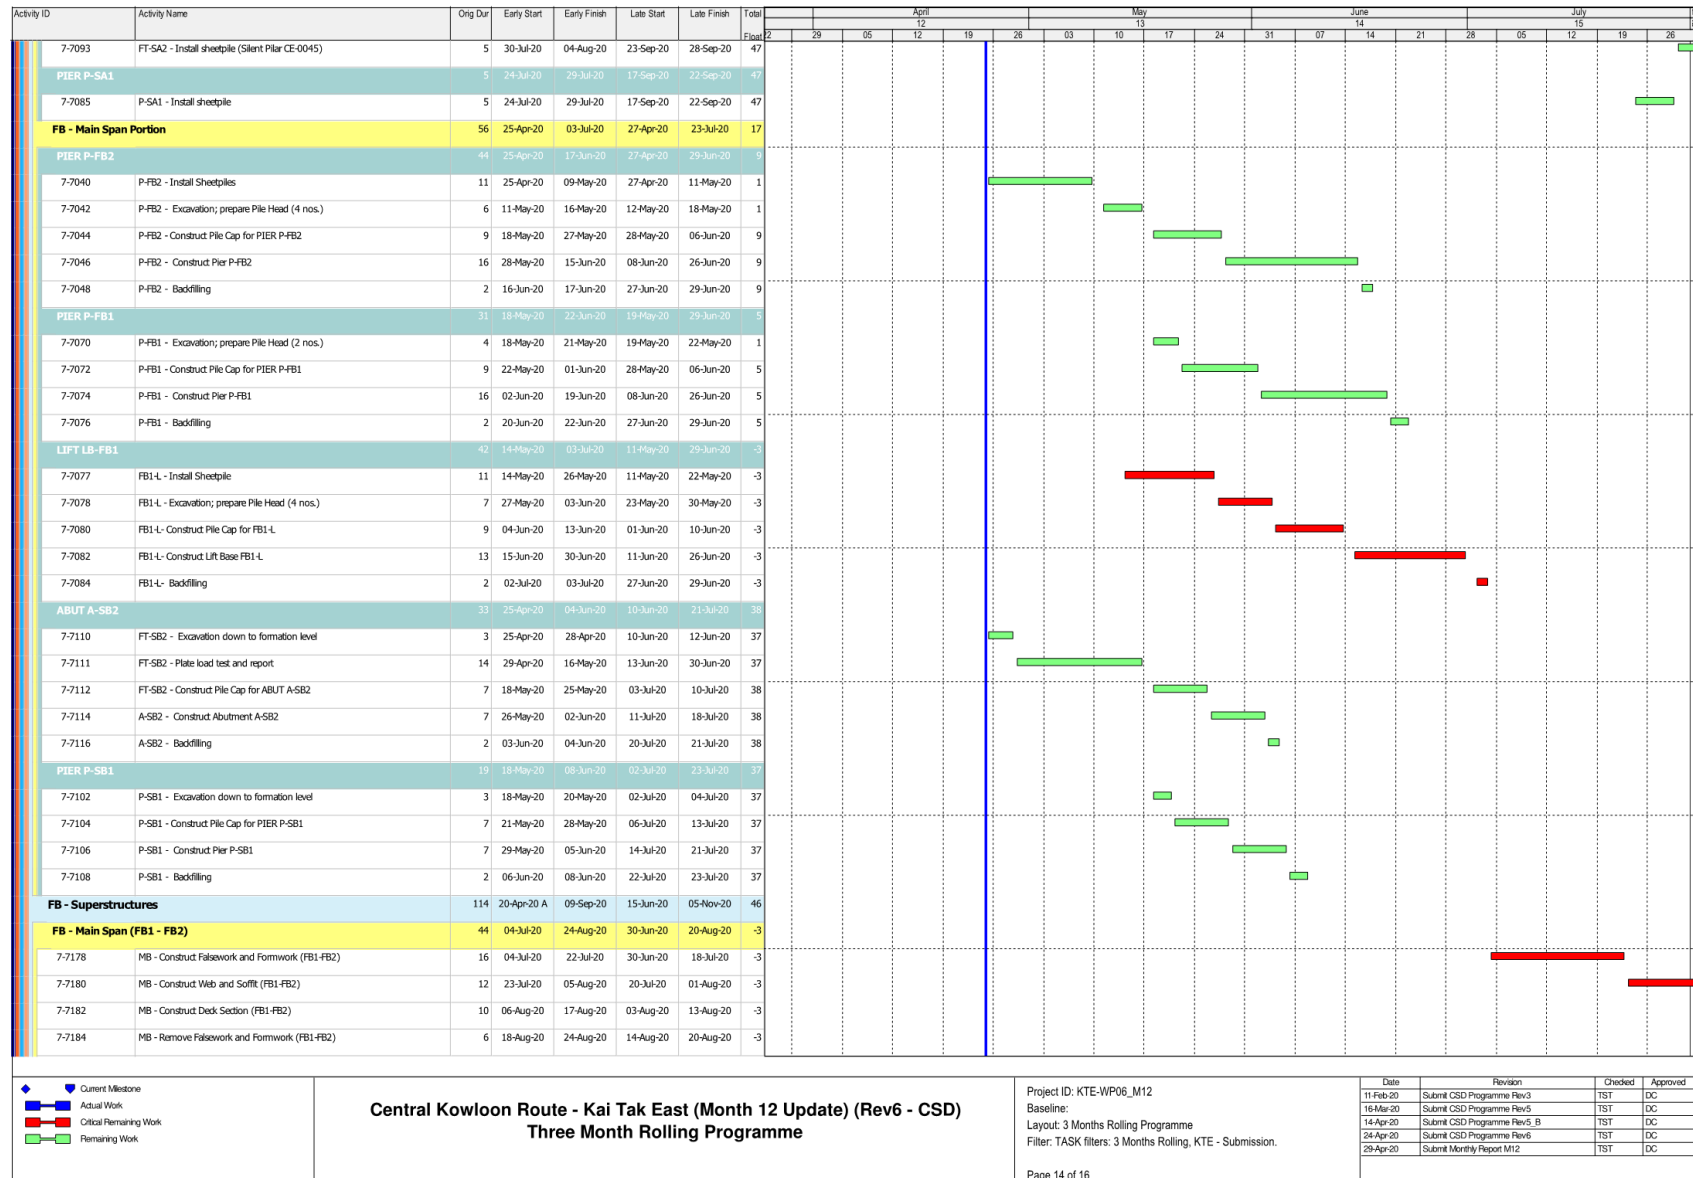 Activity ID Activity Name Orig Dur Early Start Early Finish Late Start Late Finish Total Float
April May June July
12 13 14 15
22 29 05 12 19 26 03 10 17 24 31 07 14 21 28 05 12 19 26
7-7093 FT-SA2 - Install sheetpile (Silent Pilar CE-0045) 5 30-Jul-20 04-Aug-20 23-Sep-20 28-Sep-20 47
PIER P-SA1 5 24-Jul-20 29-Jul-20 17-Sep-20 22-Sep-20 47
7-7085 P-SA1 - Install sheetpile 5 24-Jul-20 29-Jul-20 17-Sep-20 22-Sep-20 47
FB - Main Span Portion 56 25-Apr-20 03-Jul-20 27-Apr-20 23-Jul-20 17
PIER P-FB2 44 25-Apr-20 17-Jun-20 27-Apr-20 29-Jun-20 9
7-7040 P-FB2 - Install Sheetpiles 11 25-Apr-20 09-May-20 27-Apr-20 11-May-20 1
7-7042 P-FB2 - Excavation; prepare Pile Head (4 nos.) 6 11-May-20 16-May-20 12-May-20 18-May-20 1
7-7044 P-FB2 - Construct Pile Cap for PIER P-FB2 9 18-May-20 27-May-20 28-May-20 06-Jun-20 9
7-7046 P-FB2 - Construct Pier P-FB2 16 28-May-20 15-Jun-20 08-Jun-20 26-Jun-20 9
7-7048 P-FB2 - Backfilling 2 16-Jun-20 17-Jun-20 27-Jun-20 29-Jun-20 9
PIER P-FB1 31 18-May-20 22-Jun-20 19-May-20 29-Jun-20 5
7-7070 P-FB1 - Excavation; prepare Pile Head (2 nos.) 4 18-May-20 21-May-20 19-May-20 22-May-20 1
7-7072 P-FB1 - Construct Pile Cap for PIER P-FB1 9 22-May-20 01-Jun-20 28-May-20 06-Jun-20 5
7-7074 P-FB1 - Construct Pier P-FB1 16 02-Jun-20 19-Jun-20 08-Jun-20 26-Jun-20 5
7-7076 P-FB1 - Backfilling 2 20-Jun-20 22-Jun-20 27-Jun-20 29-Jun-20 5
LIFT LB-FB1 42 14-May-20 03-Jul-20 11-May-20 29-Jun-20 -3
7-7077 FB1-L - Install Sheetpile 11 14-May-20 26-May-20 11-May-20 22-May-20 -3
7-7078 FB1-L - Excavation; prepare Pile Head (4 nos.) 7 27-May-20 03-Jun-20 23-May-20 30-May-20 -3
7-7080 FB1-L- Construct Pile Cap for FB1-L 9 04-Jun-20 13-Jun-20 01-Jun-20 10-Jun-20 -3
7-7082 FB1-L- Construct Lift Base FB1-L 13 15-Jun-20 30-Jun-20 11-Jun-20 26-Jun-20 -3
7-7084 FB1-L- Backfilling 2 02-Jul-20 03-Jul-20 27-Jun-20 29-Jun-20 -3
ABUT A-SB2 33 25-Apr-20 04-Jun-20 10-Jun-20 21-Jul-20 38
7-7110 FT-SB2 - Excavation down to formation level 3 25-Apr-20 28-Apr-20 10-Jun-20 12-Jun-20 37
7-7111 FT-SB2 - Plate load test and report 14 29-Apr-20 16-May-20 13-Jun-20 30-Jun-20 37
7-7112 FT-SB2 - Construct Pile Cap for ABUT A-SB2 7 18-May-20 25-May-20 03-Jul-20 10-Jul-20 38
7-7114 A-SB2 - Construct Abutment A-SB2 7 26-May-20 02-Jun-20 11-Jul-20 18-Jul-20 38
7-7116 A-SB2 - Backfilling 2 03-Jun-20 04-Jun-20 20-Jul-20 21-Jul-20 38
PIER P-SB1 19 18-May-20 08-Jun-20 02-Jul-20 23-Jul-20 37
7-7102 P-SB1 - Excavation down to formation level 3 18-May-20 20-May-20 02-Jul-20 04-Jul-20 37
7-7104 P-SB1 - Construct Pile Cap for PIER P-SB1 7 21-May-20 28-May-20 06-Jul-20 13-Jul-20 37
7-7106 P-SB1 - Construct Pier P-SB1 7 29-May-20 05-Jun-20 14-Jul-20 21-Jul-20 37
7-7108 P-SB1 - Backfilling 2 06-Jun-20 08-Jun-20 22-Jul-20 23-Jul-20 37
FB - Superstructures 114 20-Apr-20 A 09-Sep-20 15-Jun-20 05-Nov-20 46
FB - Main Span (FB1 - FB2) 44 04-Jul-20 24-Aug-20 30-Jun-20 20-Aug-20 -3
7-7178 MB - Construct Falsework and Formwork (FB1-FB2) 16 04-Jul-20 22-Jul-20 30-Jun-20 18-Jul-20 -3
7-7180 MB - Construct Web and Soffit (FB1-FB2) 12 23-Jul-20 05-Aug-20 20-Jul-20 01-Aug-20 -3
7-7182 MB - Construct Deck Section (FB1-FB2) 10 06-Aug-20 17-Aug-20 03-Aug-20 13-Aug-20 -3
7-7184 MB - Remove Falsework and Formwork (FB1-FB2) 6 18-Aug-20 24-Aug-20 14-Aug-20 20-Aug-20 -3
Current Milestone
Actual Work
Critical Remaining Work
Remaining Work
Central Kowloon Route - Kai Tak East (Month 12 Update) (Rev6 - CSD)
Three Month Rolling Programme
Project ID: KTE-WP06_M12
Baseline:
Layout: 3 Months Rolling Programme
Filter: TASK filters: 3 Months Rolling, KTE - Submission.
Page 14 of 16
Date Revision Checked Approved
11-Feb-20 Submit CSD Programme Rev3 TST DC
16-Mar-20 Submit CSD Programme Rev5 TST DC
14-Apr-20 Submit CSD Programme Rev5_B TST DC
24-Apr-20 Submit CSD Programme Rev6 TST DC
29-Apr-20 Submit Monthly Report M12 TST DC